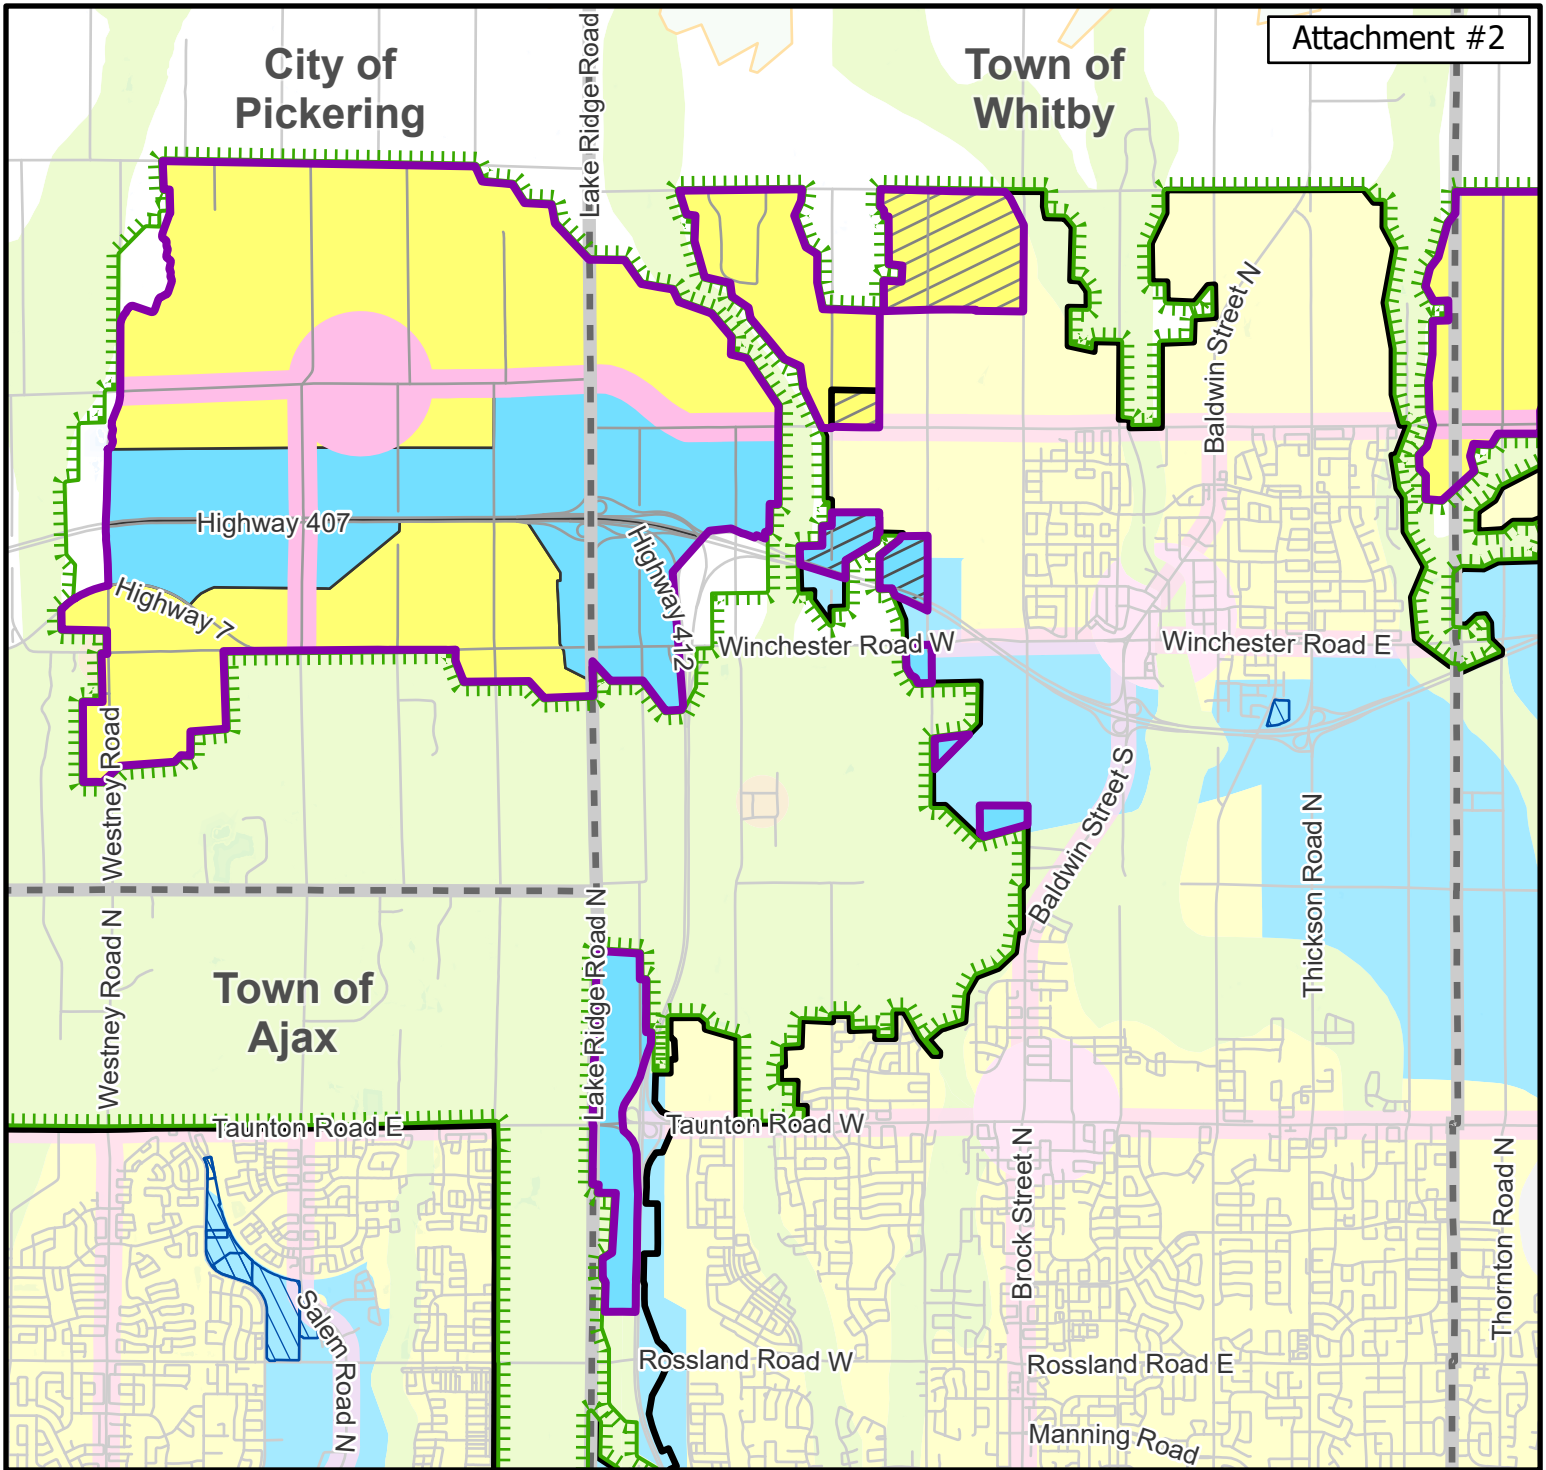 Attachment #2
City of
Pickering
Lake Ridge Road
Town of
Whitby
Baldwin Street N
Highway 407
Highway 412
Highway 7
Winchester Road W
Winchester Road E
Westney Road
Baldwin Street S
Thickson Road N
Westney Road N
Lake Ridge Road N
Town of
Ajax
Taunton Road E
Taunton Road W
Brock Street N
Thornton Road N
Salem Road N
Rossland Road W
Rossland Road E
Manning Road